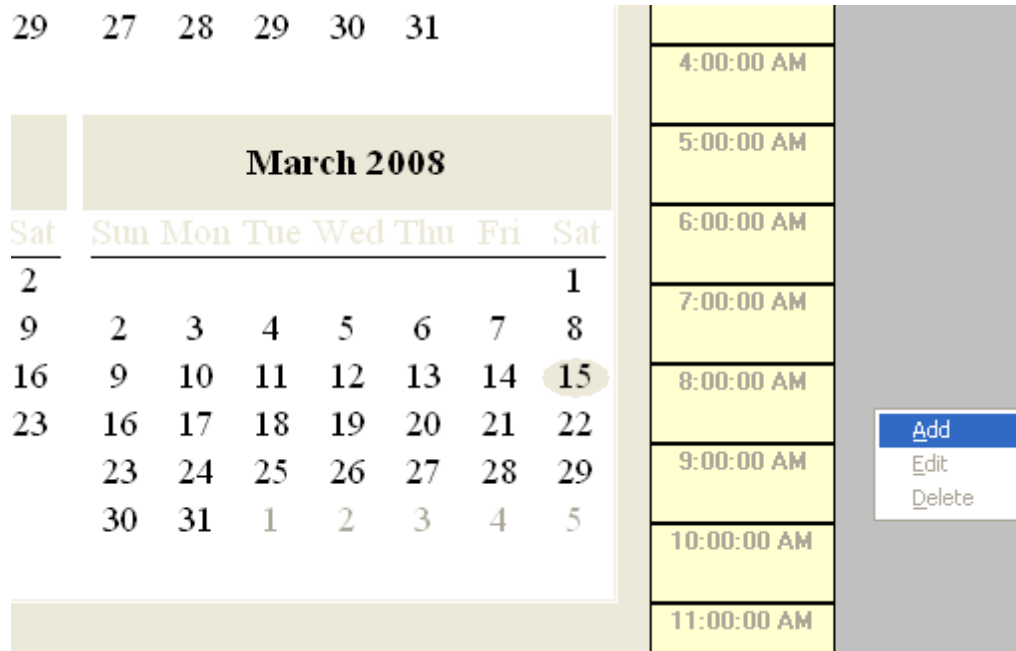 29 27 28 29 30 31
March 2008
Sat Sun Mon Tue Wed Thu Fri Sat
2 1
9 2 3 4 5 6 7 8
16 9 10 11 12 13 14 15
23 16 17 18 19 20 21 22
23 24 25 26 27 28 29
30 31 1 2 3 4 5
4:00:00 AM
5:00:00 AM
6:00:00 AM
7:00:00 AM
8:00:00 AM
9:00:00 AM
10:00:00 AM
11:00:00 AM
Add
Edit
Delete